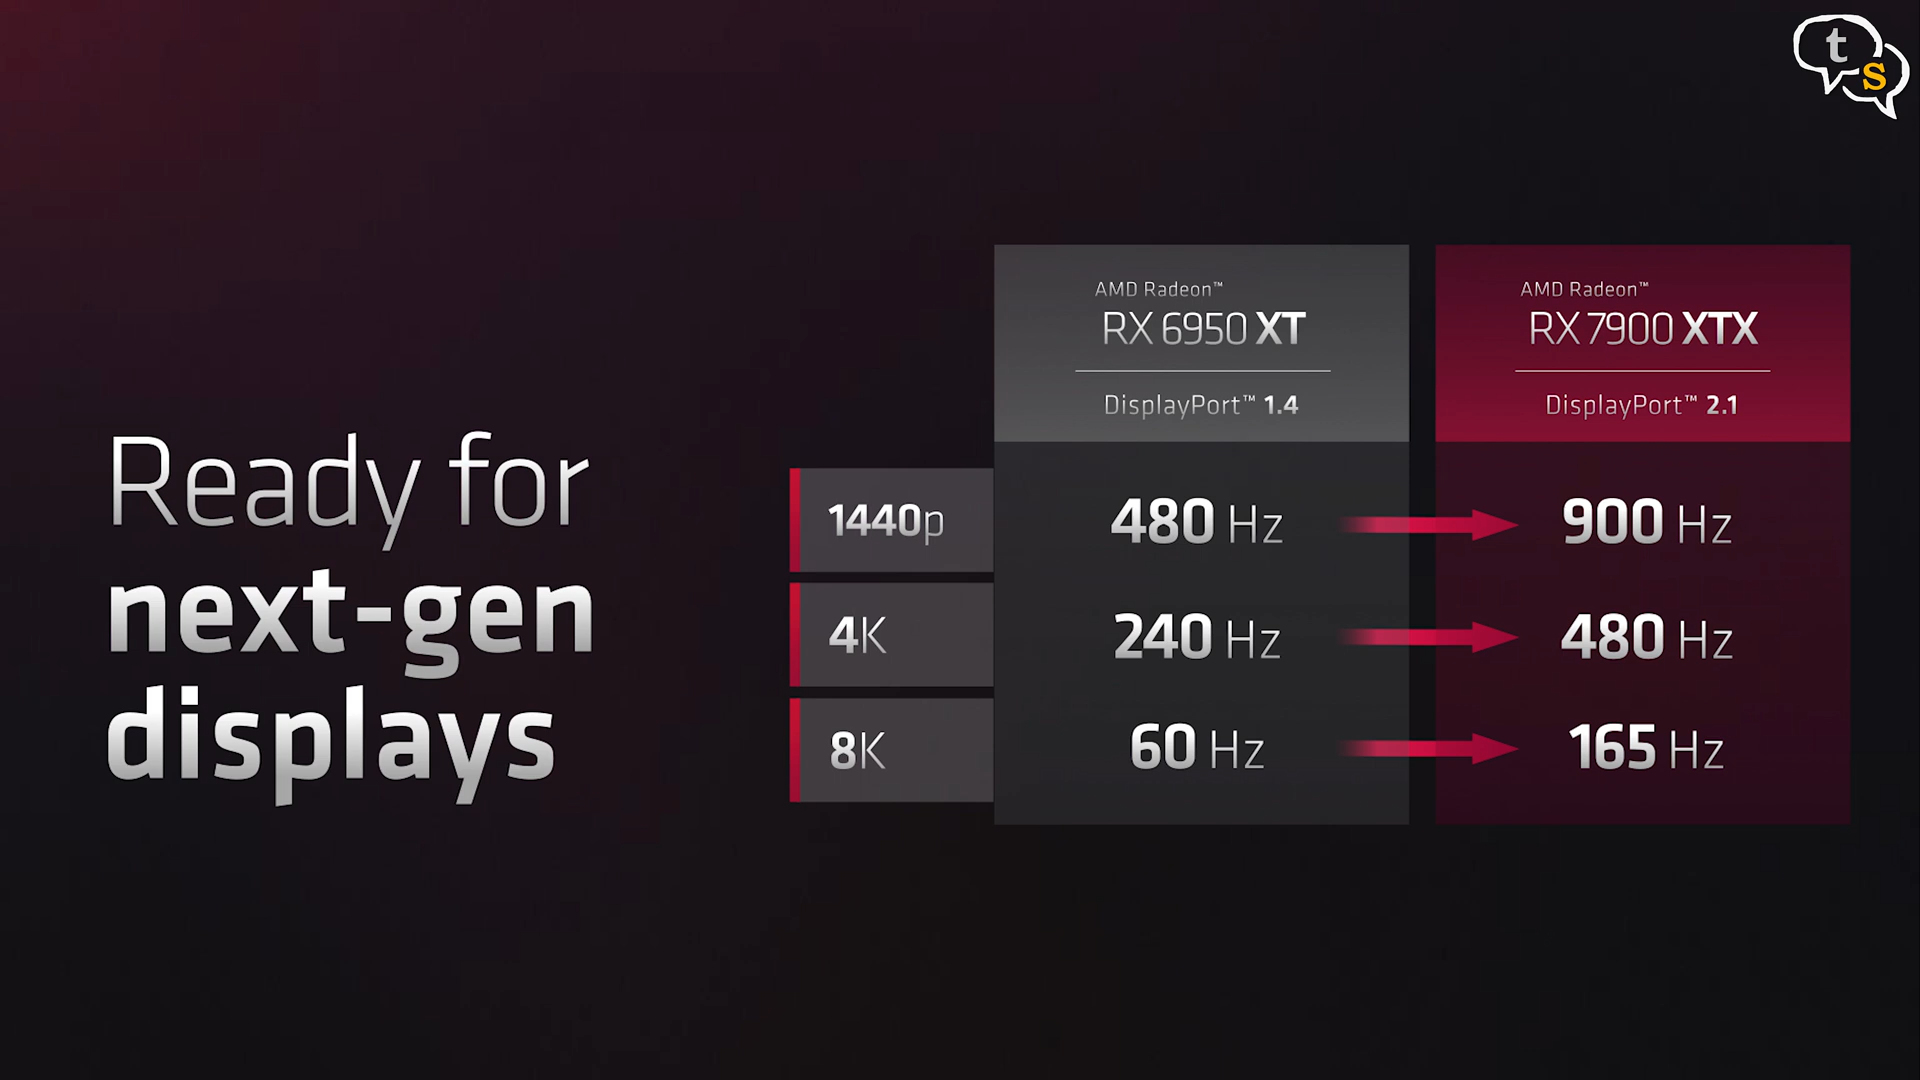 Ready for
next-gen
displays
AMD Radeon™
RX 6950 XT
DisplayPort™ 1.4
AMD Radeon™
RX 7900 XTX
DisplayPort™ 2.1
1440p
480 Hz
900 Hz
4K
240 Hz
480 Hz
8K
60 Hz
165 Hz
t
s